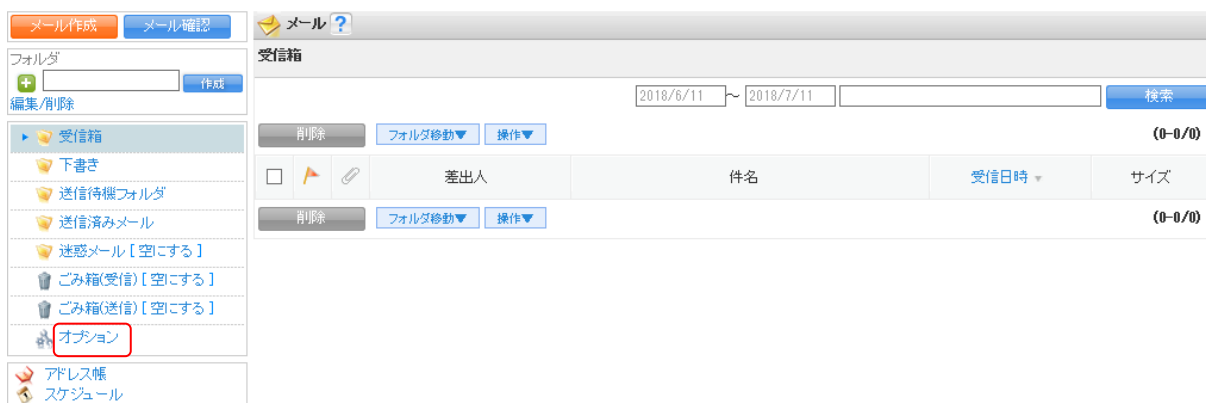 メール作成 メール確認
フォルダ
作成
編集/削除
受信箱
下書き
送信待機フォルダ
送信済みメール
迷惑メール [ 空にする ]
ごみ箱(受信) [ 空にする ]
ごみ箱(送信) [ 空にする ]
オプション
アドレス帳
スケジュール
メール ?
受信箱
2018/6/11 ~ 2018/7/11 検索
削除 フォルダ移動▼ 操作▼ (0-0/0)
差出人 件名 受信日時 ▼ サイズ
削除 フォルダ移動▼ 操作▼ (0-0/0)